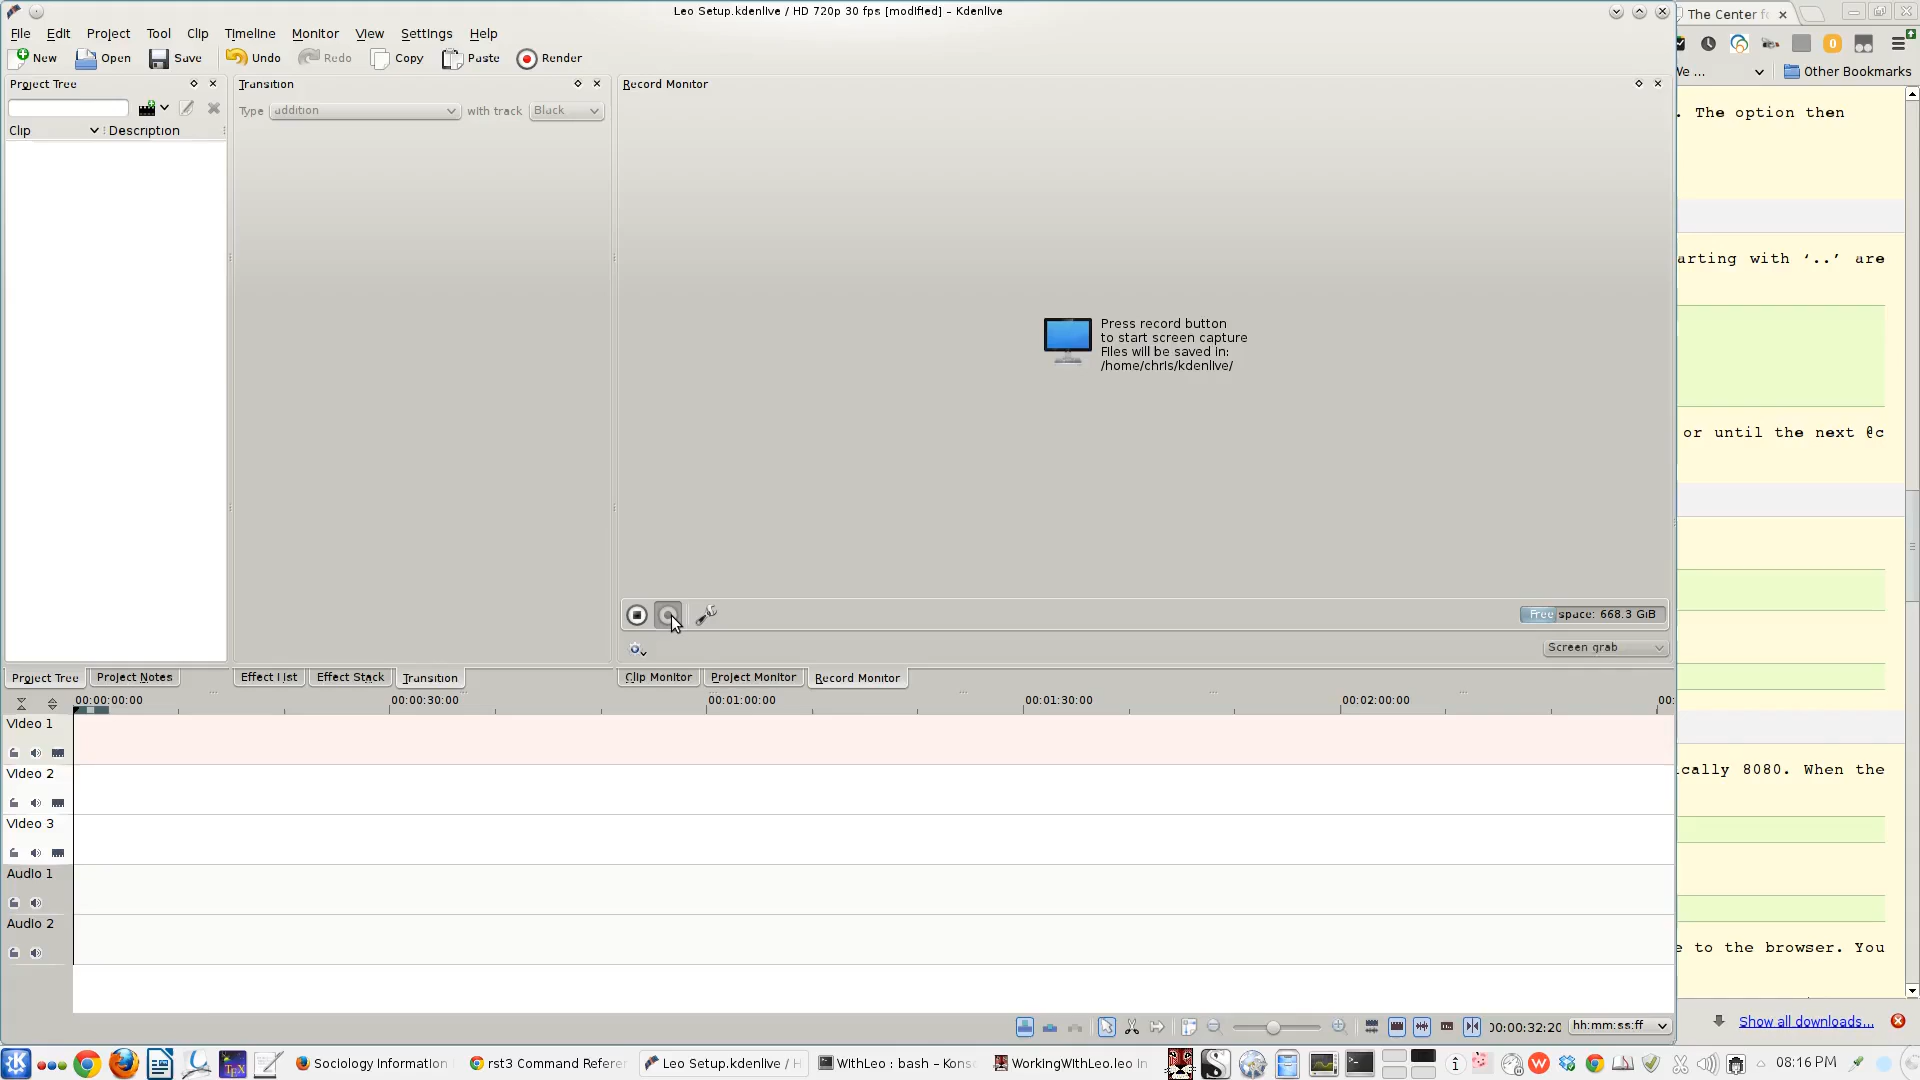 Leo Setup.kdenlive / HD 720p 30 fps [modified] – Kdenlive
The Center f
File Edit Project Tool Clip Timeline Monitor View Settings Help
New Open Save Undo Redo Copy Paste Render
0
We ... Other Bookmarks
Project Tree
Transition
Record Monitor
Type addition with track Black
Clip Description
. The option then
arting with ‘..’ are
Press record button
to start screen capture
Files will be saved in:
/home/chris/kdenlive/
or until the next @c
Free space: 668.3 GiB
Screen grab
Project Tree Project Notes Effect List Effect Stack Transition Clip Monitor Project Monitor Record Monitor
00:00:00:00 00:00:30:00 00:01:00:00 00:01:30:00 00:02:00:00 00:
Video 1
Video 2
Video 3
Audio 1
Audio 2
cally 8080. When the
e to the browser. You
00:00:32:20 hh:mm:ss:ff
Show all downloads...
Sociology Information
rst3 Command Referen
Leo Setup.kdenlive / H
WithLeo : bash – Kons
WorkingWithLeo.leo in
08:16 PM